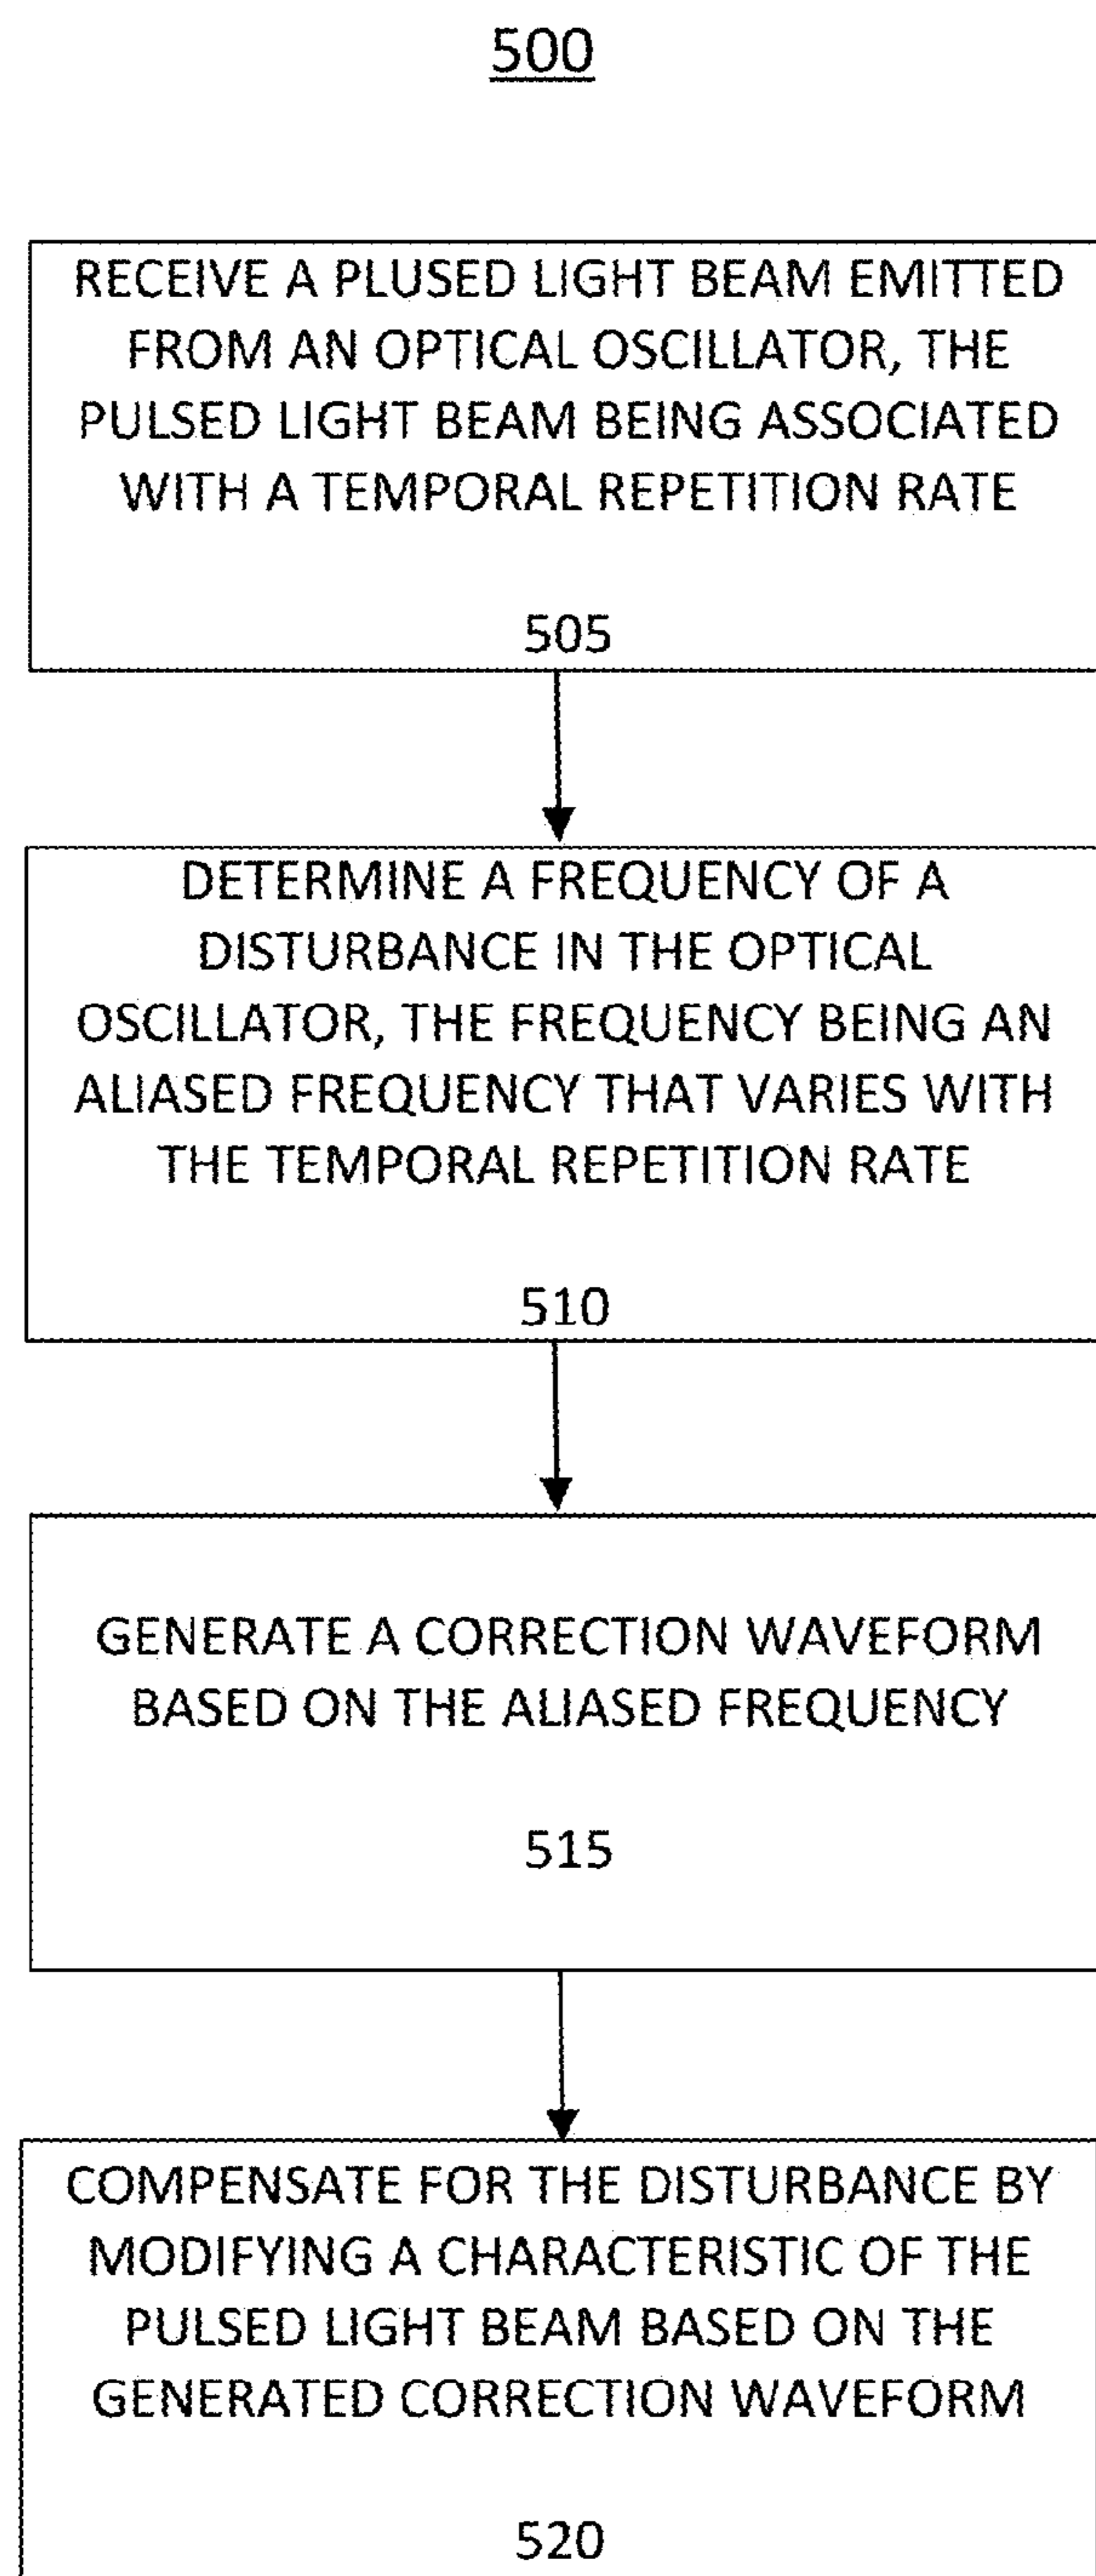 500
RECEIVE A PLUSED LIGHT BEAM EMITTED
FROM AN OPTICAL OSCILLATOR, THE
PULSED LIGHT BEAM BEING ASSOCIATED
WITH A TEMPORAL REPETITION RATE
505
DETERMINE A FREQUENCY OF A
DISTURBANCE IN THE OPTICAL
OSCILLATOR, THE FREQUENCY BEING AN
ALIASED FREQUENCY THAT VARIES WITH
THE TEMPORAL REPETITION RATE
510
GENERATE A CORRECTION WAVEFORM
BASED ON THE ALIASED FREQUENCY
515
COMPENSATE FOR THE DISTURBANCE BY
MODIFYING A CHARACTERISTIC OF THE
PULSED LIGHT BEAM BASED ON THE
GENERATED CORRECTION WAVEFORM
520